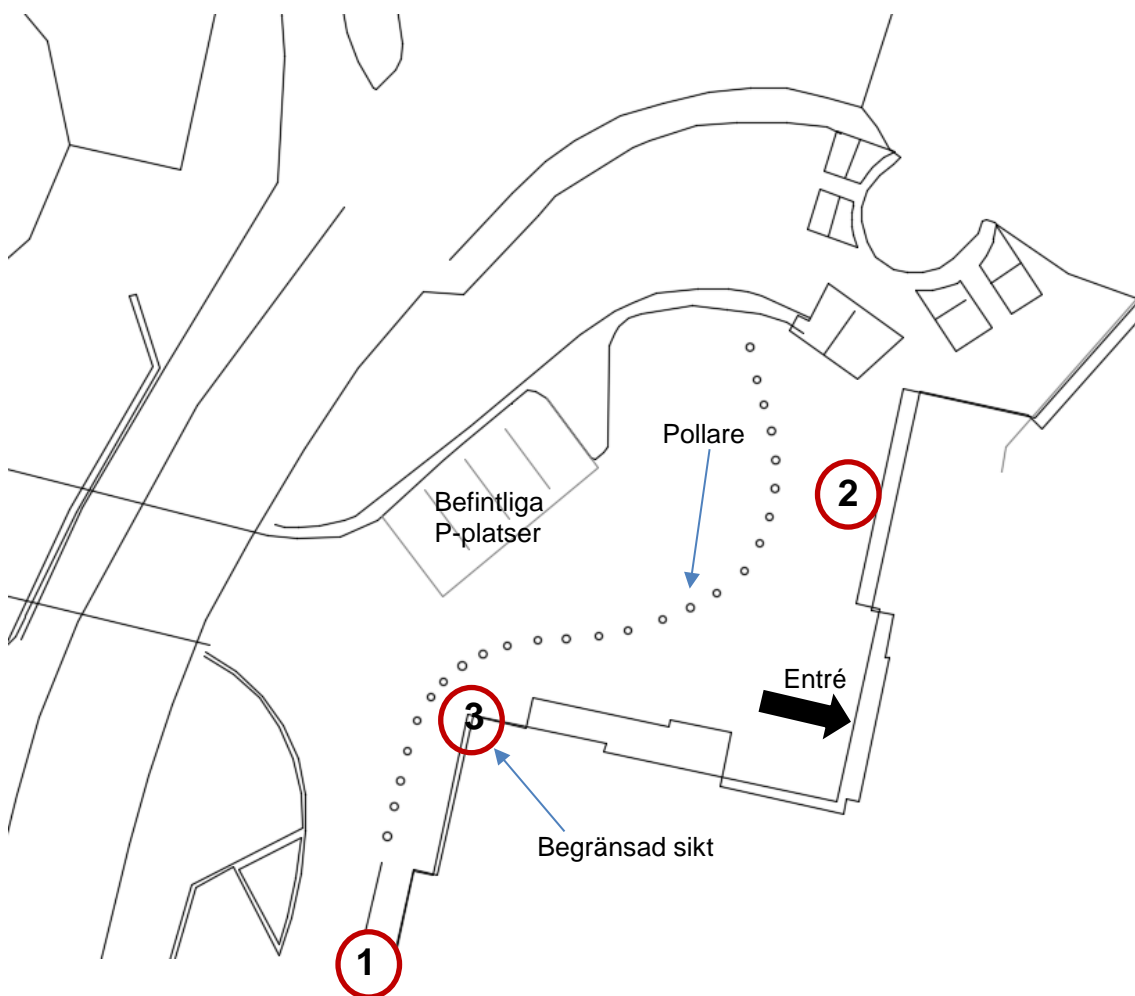 Pollare
2
Befintliga
P-platser
Entré
3
Begränsad sikt
1